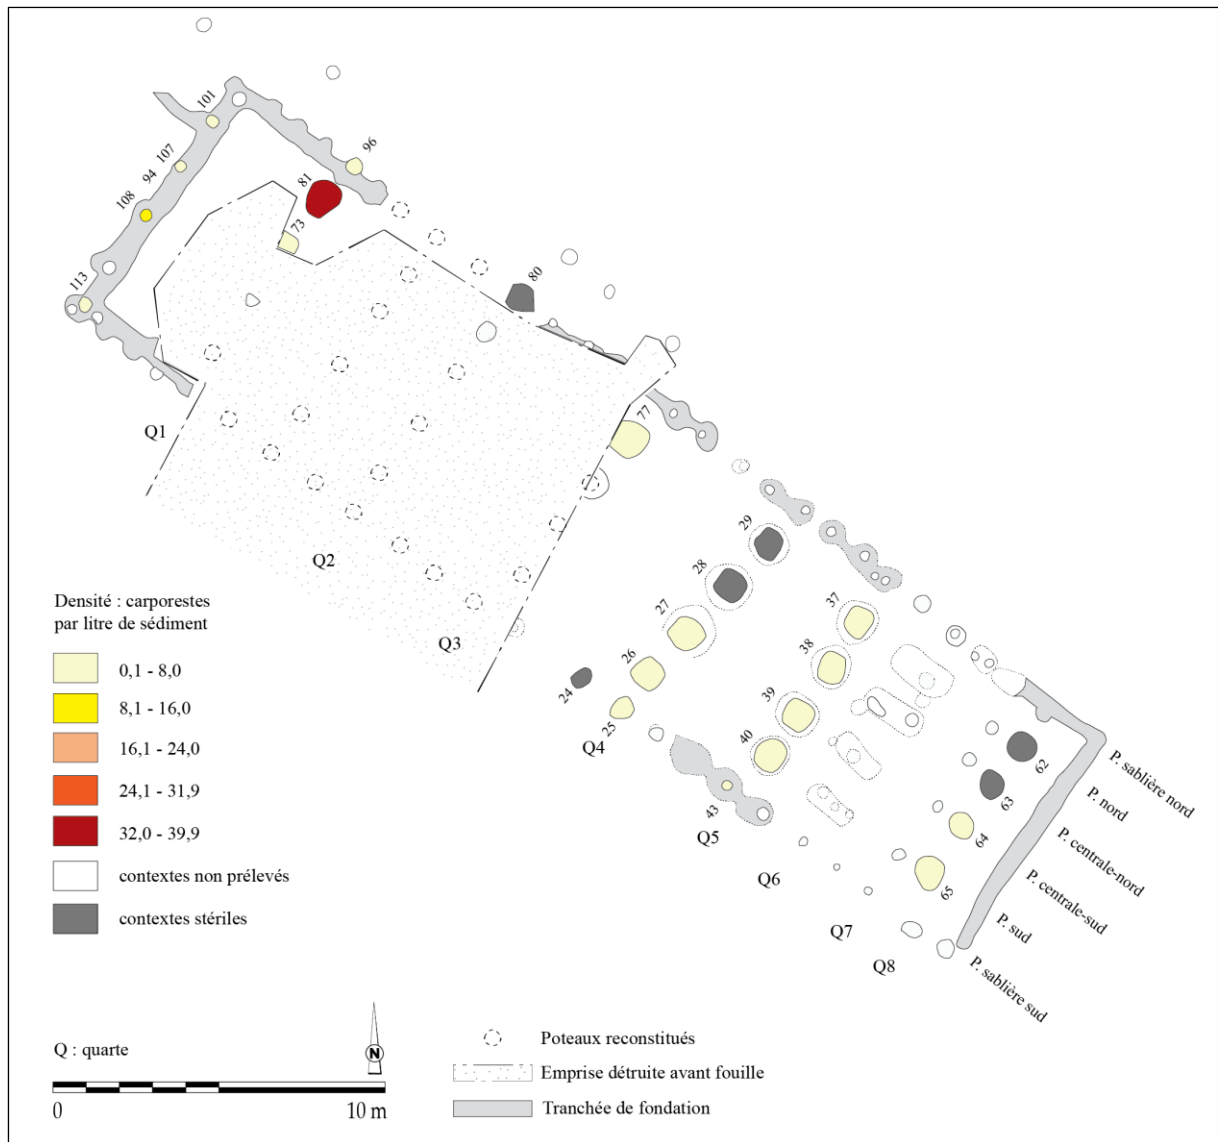 101
96
107
94
81
108
73
113
80
Q1
77
29
Q2
28
37
27
38
Q3
26
39
24
25
40
Q4
62
P. sablière nord
63
P. nord
43
64
P. centrale-nord
Q5
65
P. centrale-sud
Q6
P. sud
Q7
P. sablière sud
Q8
Densité : carporestes
par litre de sédiment
0,1 - 8,0
8,1 - 16,0
16,1 - 24,0
24,1 - 31,9
32,0 - 39,9
contextes non prélevés
contextes stériles
Q : quarte
N
0
10 m
Poteaux reconstitués
Emprise détruite avant fouille
Tranchée de fondation